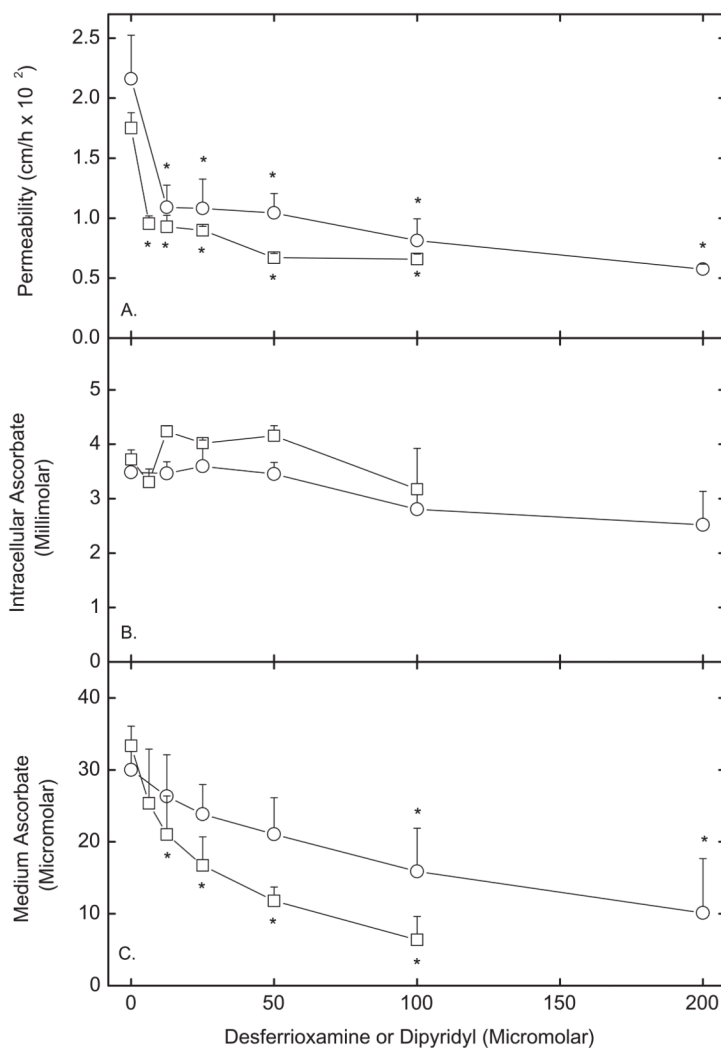 Permeability (cm/h x 10⁻²)
2.5
2.0
1.5
1.0
0.5
0.0
* * * * *
* * * * *
A.
Intracellular Ascorbate
(Millimolar)
5
4
3
2
1
0
B.
Medium Ascorbate
(Micromolar)
40
30
20
10
0
* *
* * * *
C.
0 50 100 150 200
Desferrioxamine or Dipyridyl (Micromolar)